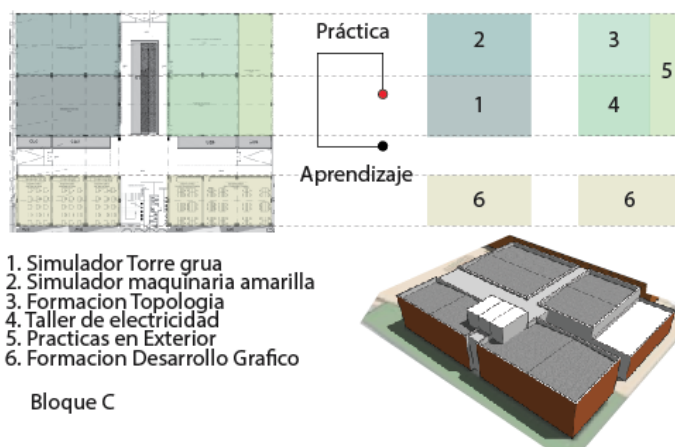 Práctica
Aprendizaje
2
3
5
1
4
6
6
1. Simulador Torre grua
2. Simulador maquinaria amarilla
3. Formacion Topologia
4. Taller de electricidad
5. Practicas en Exterior
6. Formacion Desarrollo Grafico
Bloque C